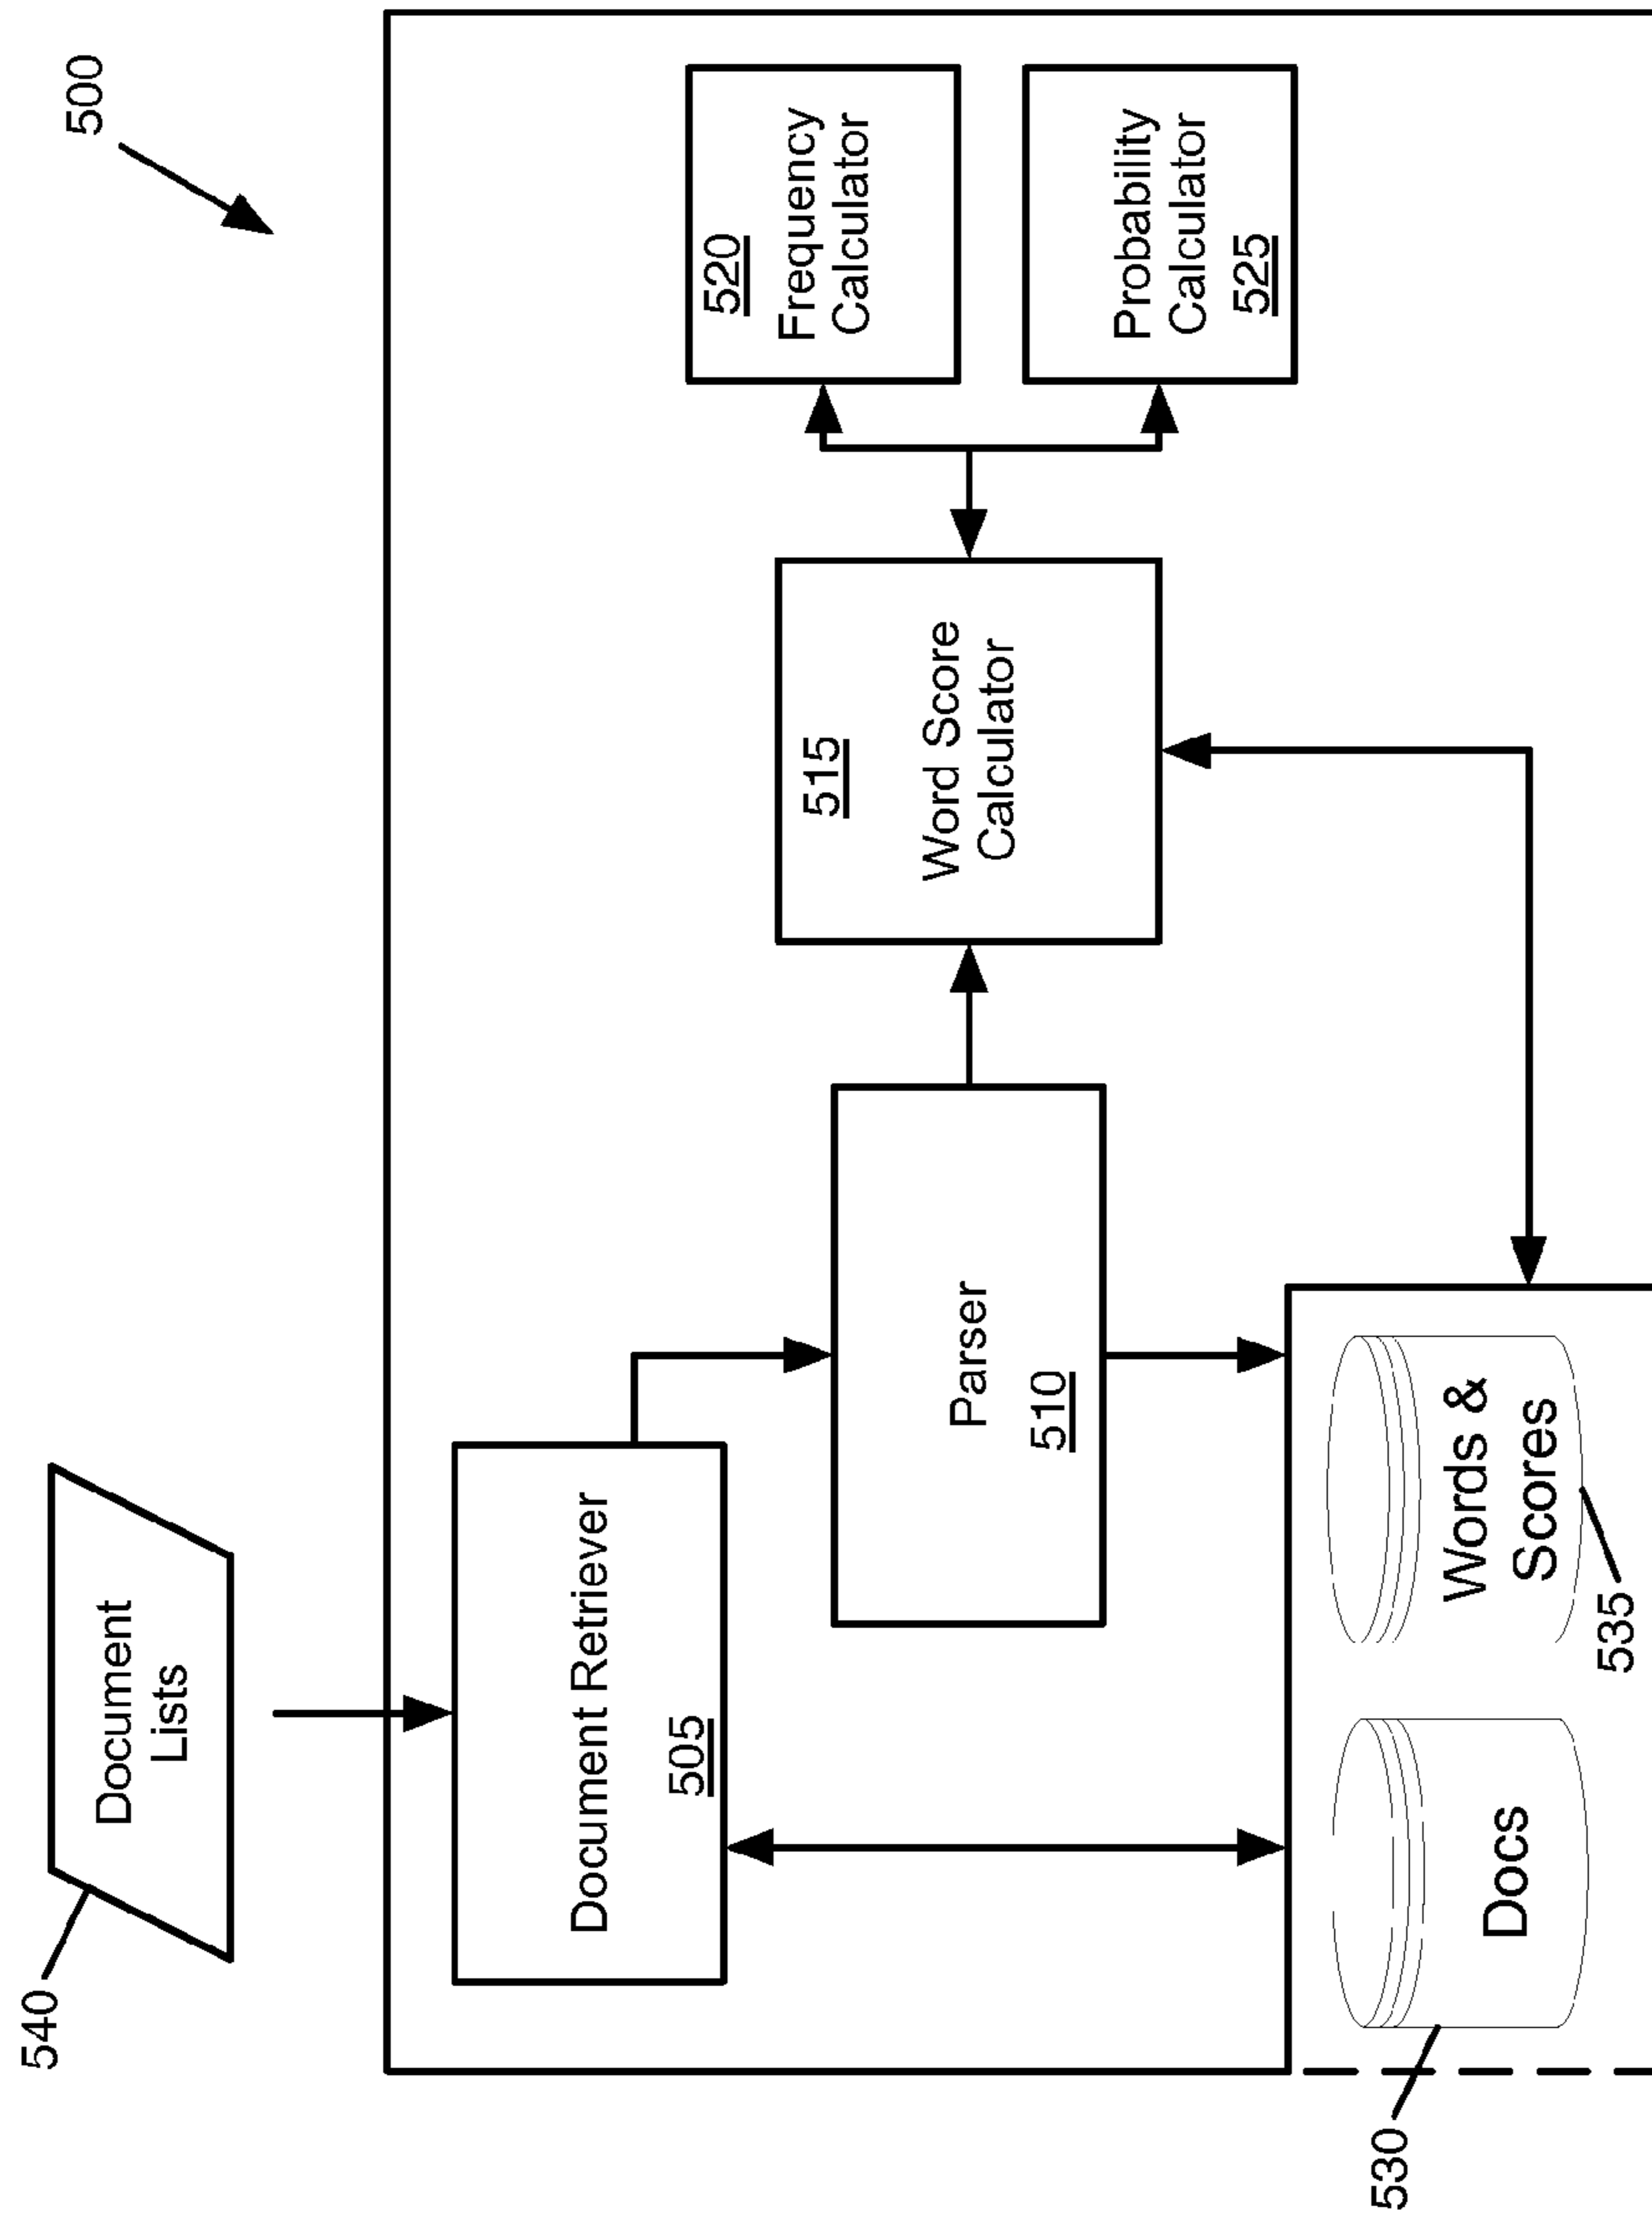 500
540
Document
Lists
Document Retriever
505
Parser
510
515
Word Score
Calculator
520
Frequency
Calculator
Probability
Calculator
525
530
Docs
Words &
Scores
535